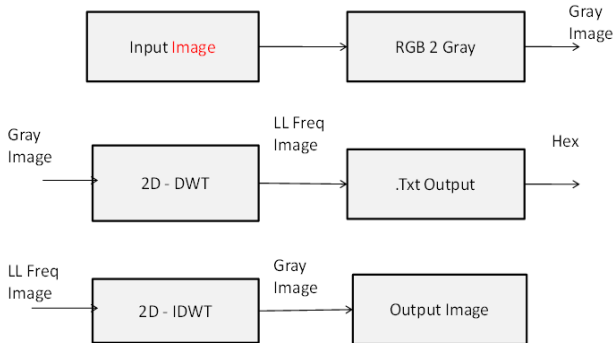 Input Image
RGB 2 Gray
Gray
Image
Gray
Image
2D - DWT
LL Freq
Image
.Txt Output
Hex
LL Freq
Image
2D - IDWT
Gray
Image
Output Image